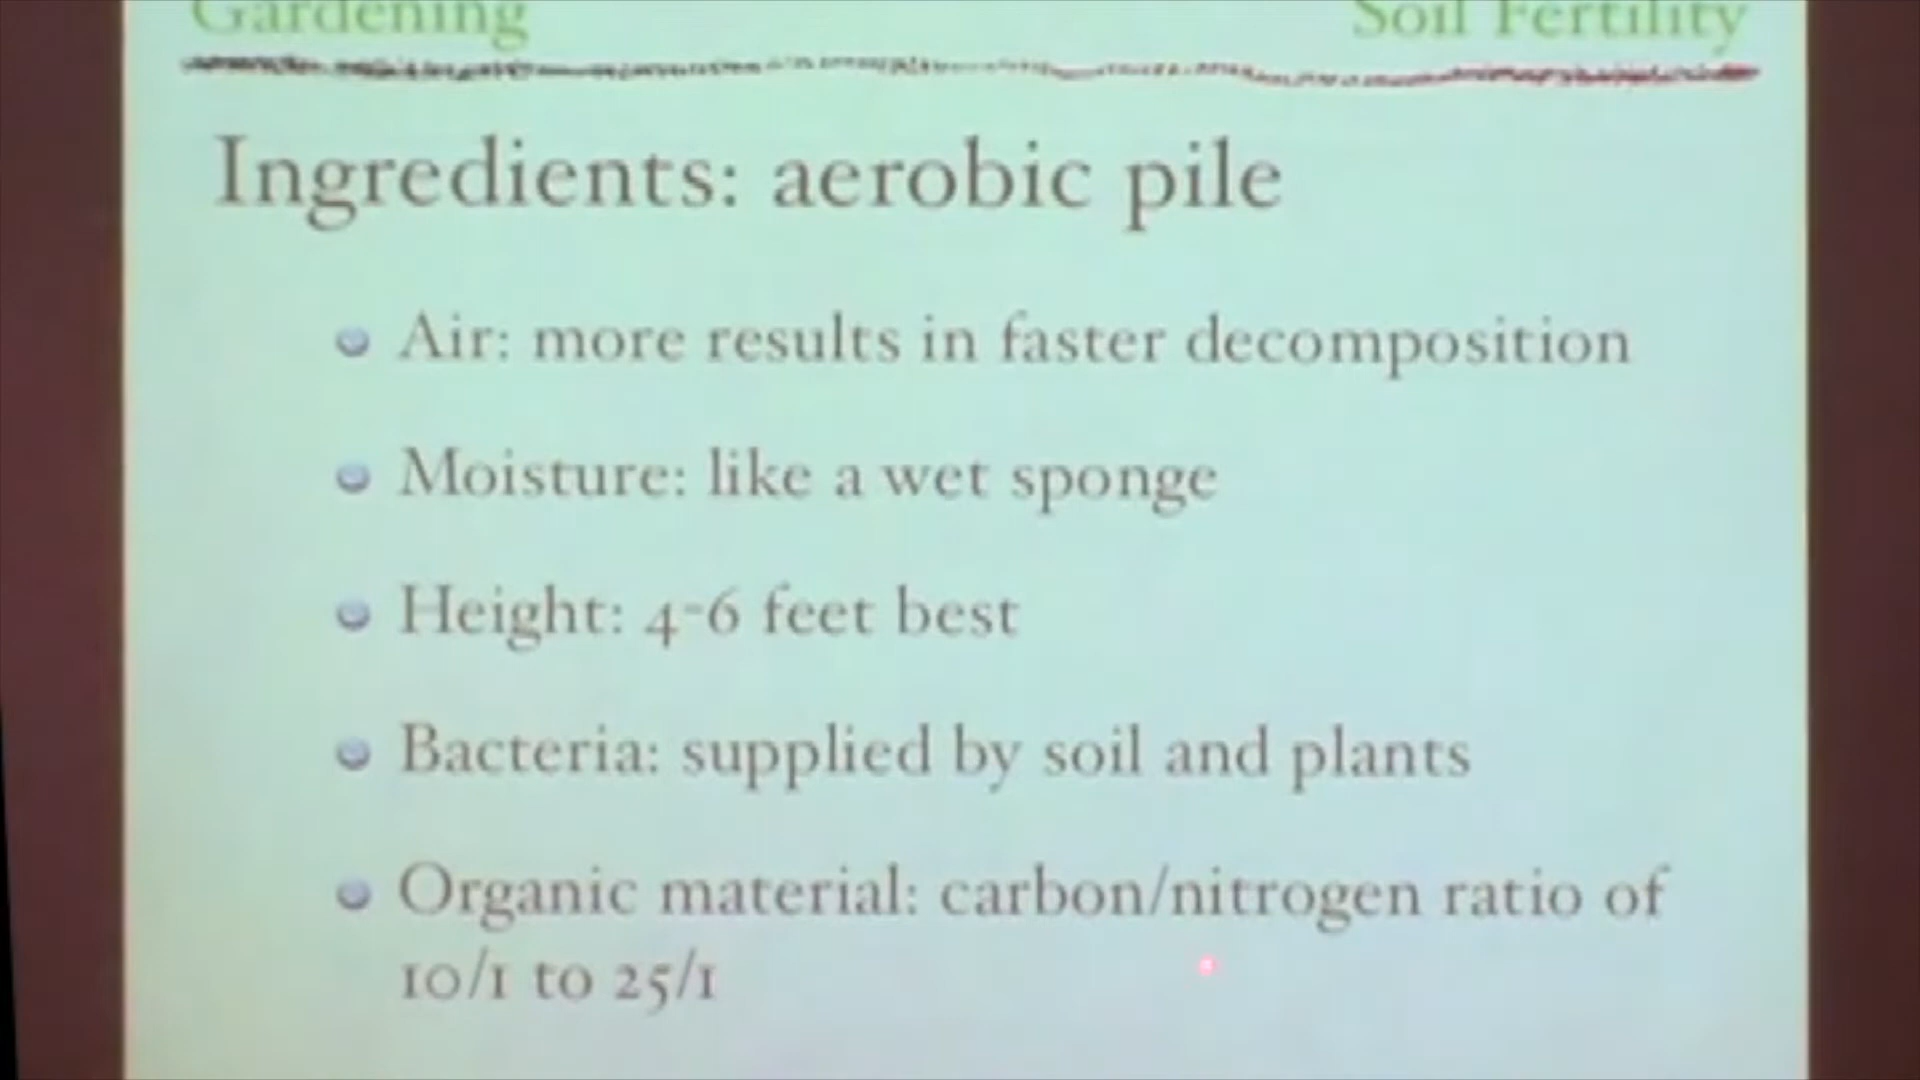 Gardening
Soil Fertility
Ingredients: aerobic pile
Air: more results in faster decomposition
Moisture: like a wet sponge
Height: 4-6 feet best
Bacteria: supplied by soil and plants
Organic material: carbon/nitrogen ratio of
10/1 to 25/1